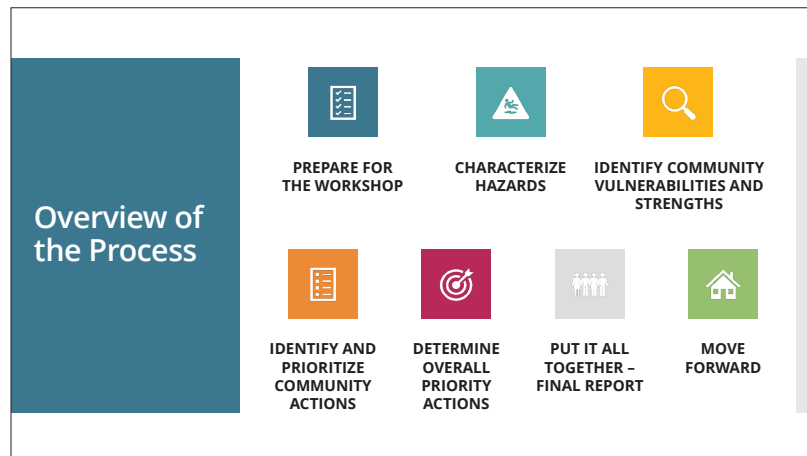 Overview of
the Process
PREPARE FOR
THE WORKSHOP
CHARACTERIZE
HAZARDS
IDENTIFY COMMUNITY
VULNERABILITIES AND
STRENGTHS
IDENTIFY AND
PRIORITIZE
COMMUNITY
ACTIONS
DETERMINE
OVERALL
PRIORITY
ACTIONS
PUT IT ALL
TOGETHER –
FINAL REPORT
MOVE
FORWARD